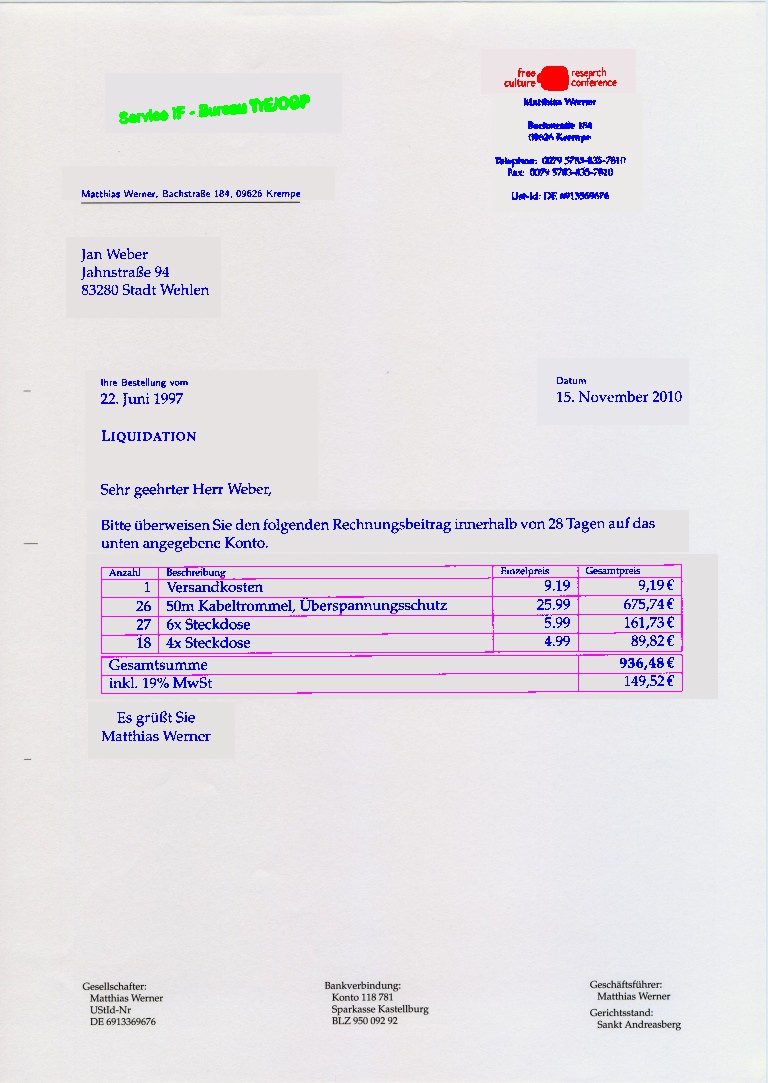 Service IF - Bureau TYE/OGP
free research
culture conference
Matthias Werner
Bachstraße 184
09626 Krempe
Telephon: 0029 5783-835-7810
Fax: 0029 5783-835-7810
Ust-Id: DE 6913369676
Matthias Werner, Bachstraße 184, 09626 Krempe
Jan Weber
Jahnstraße 94
83280 Stadt Wehlen
Ihre Bestellung vom
22. Juni 1997
Datum
15. November 2010
LIQUIDATION
Sehr geehrter Herr Weber,
Bitte überweisen Sie den folgenden Rechnungsbeitrag innerhalb von 28 Tagen auf das
unten angegebene Konto.
Anzahl Beschreibung Einzelpreis Gesamtpreis
1 Versandkosten 9.19 9,19 €
26 50m Kabeltrommel, Überspannungsschutz 25.99 675,74 €
27 6x Steckdose 5.99 161,73 €
18 4x Steckdose 4.99 89,82 €
Gesamtsumme 936,48 €
inkl. 19% MwSt 149,52 €
Es grüßt Sie
Matthias Werner
Gesellschafter:
Matthias Werner
UStId-Nr
DE 6913369676
Bankverbindung:
Konto 118 781
Sparkasse Kastellburg
BLZ 950 092 92
Geschäftsführer:
Matthias Werner
Gerichtsstand:
Sankt Andreasberg